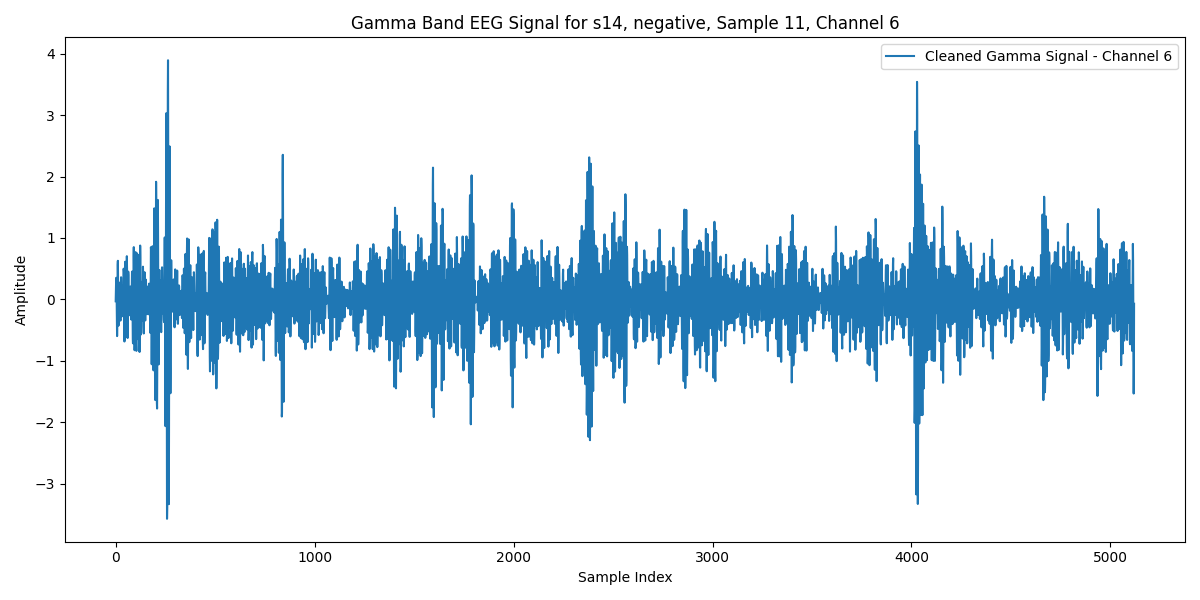 Gamma Band EEG Signal for s14, negative, Sample 11, Channel 6
Cleaned Gamma Signal - Channel 6
Amplitude
4
3
2
1
0
−1
−2
−3
0 1000 2000 3000 4000 5000
Sample Index